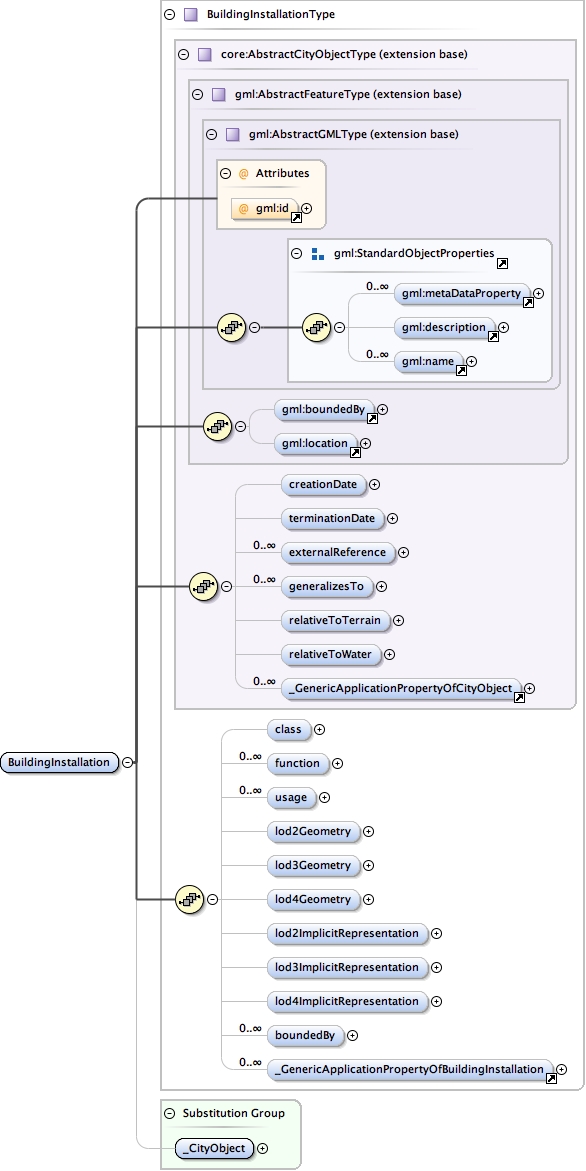 BuildingInstallationType
core:AbstractCityObjectType (extension base)
gml:AbstractFeatureType (extension base)
gml:AbstractGMLType (extension base)
@ Attributes
@ gml:id
gml:StandardObjectProperties
0..∞
gml:metaDataProperty
gml:description
0..∞
gml:name
gml:boundedBy
gml:location
creationDate
terminationDate
0..∞
externalReference
0..∞
generalizesTo
relativeToTerrain
relativeToWater
0..∞
_GenericApplicationPropertyOfCityObject
class
BuildingInstallation
0..∞
function
0..∞
usage
lod2Geometry
lod3Geometry
lod4Geometry
lod2ImplicitRepresentation
lod3ImplicitRepresentation
lod4ImplicitRepresentation
0..∞
boundedBy
0..∞
_GenericApplicationPropertyOfBuildingInstallation
Substitution Group
_CityObject